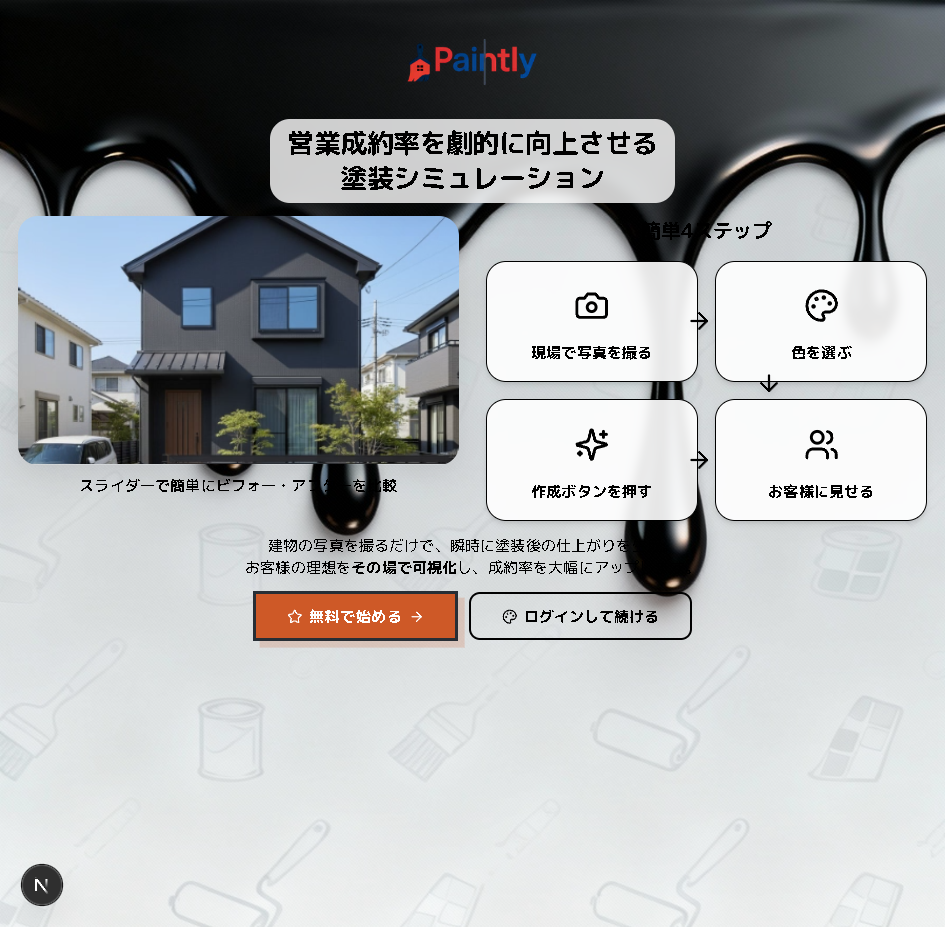 Paintly
営業成約率を劇的に向上させる
塗装シミュレーション
簡単4ステップ
現場で写真を撮る
色を選ぶ
作成ボタンを押す
お客様に見せる
スライダーで簡単にビフォー・アフターを比較
建物の写真を撮るだけで、瞬時に塗装後の仕上がりを
お客様の理想をその場で可視化し、成約率を大幅にアップ
無料で始める
ログインして続ける
N